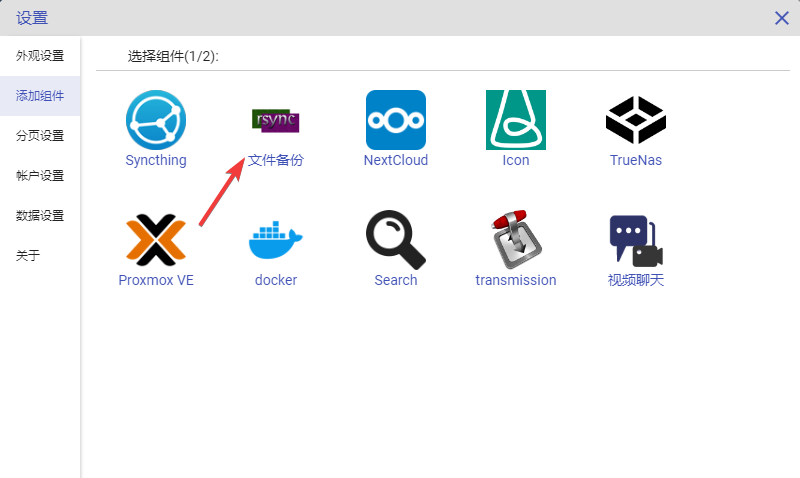 设置
外观设置
添加组件
分页设置
帐户设置
数据设置
关于
选择组件(1/2):
rsync
Syncthing
文件备份
NextCloud
Icon
TrueNas
Proxmox VE
docker
Search
transmission
视频聊天